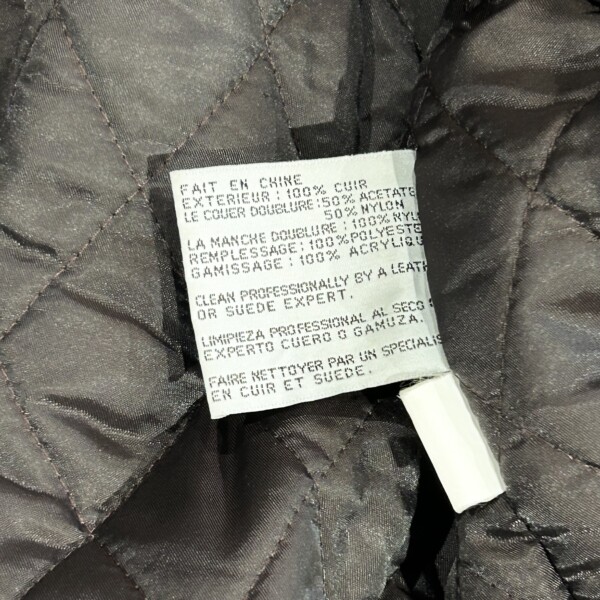 FAIT EN CHINE
EXTERIEUR: 100% CUIR
LE COUER DOUBLURE: 50% ACETATE
50% NYLON
LA MANCHE DOUBLURE: 100% NYL
REMPLESSAGE: 100% POLYESTE
GAMISSAGE: 100% ACRYLIQU
CLEAN PROFESSIONALLY BY A LEATH
OR SUEDE EXPERT.
LIMIPIEZA PROFESSIONAL AL SECO
EXPERTO CUERO O GAMUZA.
FAIRE NETTOYER PAR UN SPECIALIS
EN CUIR ET SUEDE.